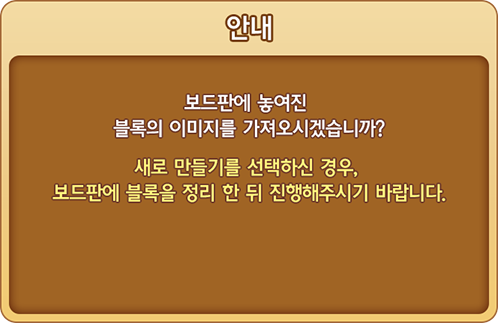 안내
보드판에 놓여진
블록의 이미지를 가져오시겠습니까?
새로 만들기를 선택하신 경우,
보드판에 블록을 정리 한 뒤 진행해주시기 바랍니다.